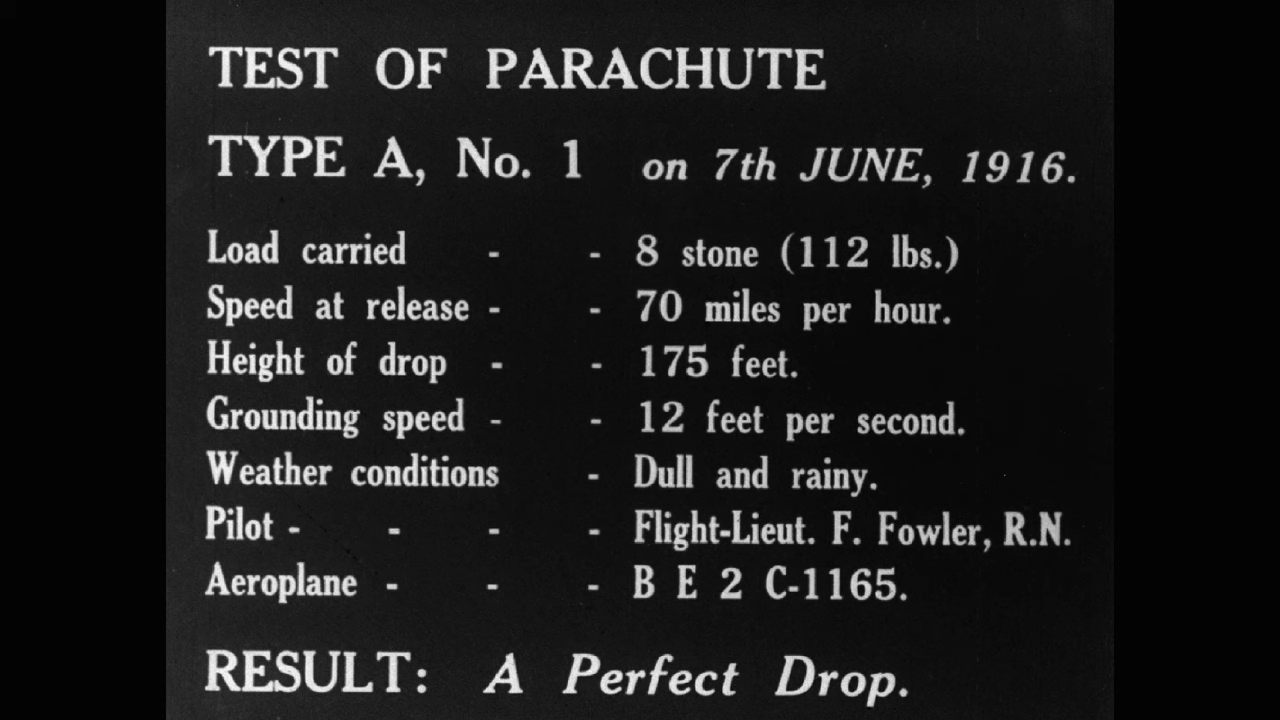 TEST OF PARACHUTE
TYPE A, No. 1 on 7th JUNE, 1916.
Load carried - - 8 stone (112 lbs.)
Speed at release - - 70 miles per hour.
Height of drop - - 175 feet.
Grounding speed - - 12 feet per second.
Weather conditions - Dull and rainy.
Pilot - - - - Flight-Lieut. F. Fowler, R.N.
Aeroplane - - - B E 2 C-1165.
RESULT: A Perfect Drop.